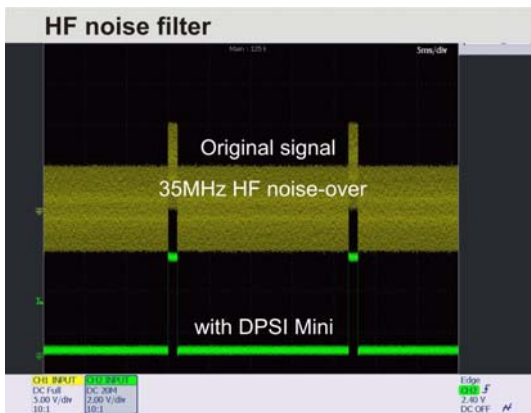 HF noise filter
Main : 125 k
5ms/div
Original signal
35MHz HF noise-over
with DPSI Mini
CH1 INPUT
DC Full
5.00 V/div
10:1
CH2 INPUT
DC 20M
2.00 V/div
10:1
Edge
CH2
2.40 V
DC OFF